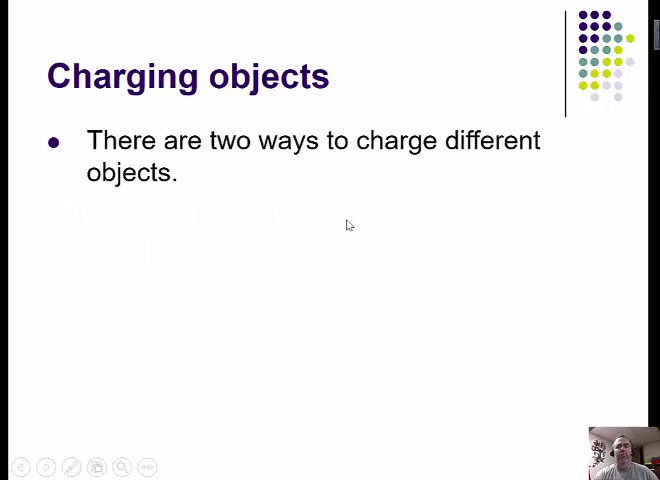 Charging objects
There are two ways to charge different
objects.